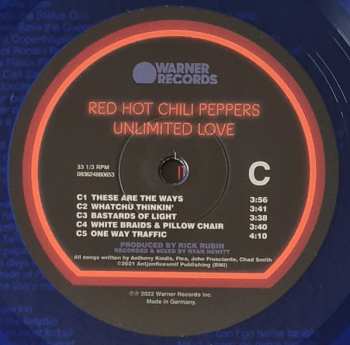 WARNER
RECORDS
RED HOT CHILI PEPPERS
UNLIMITED LOVE
33 1/3 RPM
093624880653
C
C1 THESE ARE THE WAYS 3:56
C2 WHATCHU THINKIN' 3:41
C3 BASTARDS OF LIGHT 3:38
C4 WHITE BRAIDS & PILLOW CHAIR 3:40
C5 ONE WAY TRAFFIC 4:10
PRODUCED BY RICK RUBIN
RECORDED & MIXED BY RYAN HEWITT
All songs written by Anthony Kiedis, Flea, John Frusciante, Chad Smith
©2021 (BMI)
℗© 2022 Warner Records Inc.
Made in Germany.